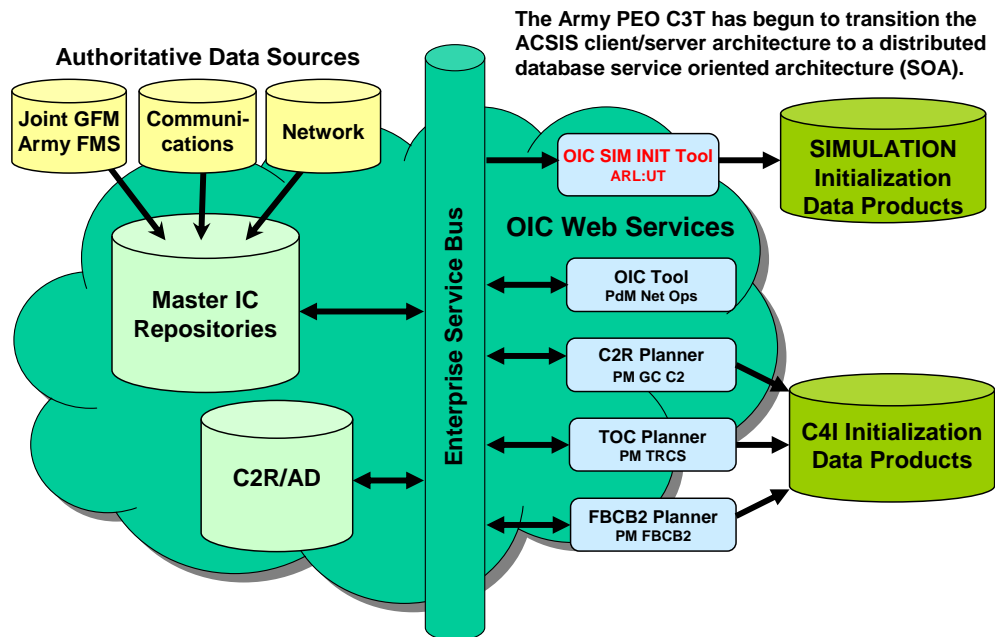 The Army PEO C3T has begun to transition the
ACSIS client/server architecture to a distributed
database service oriented architecture (SOA).
Authoritative Data Sources
Joint GFM
Army FMS
Communi-
cations
Network
Master IC
Repositories
C2R/AD
Enterprise Service Bus
OIC SIM INIT Tool
ARL:UT
SIMULATION
Initialization
Data Products
OIC Web Services
OIC Tool
PdM Net Ops
C2R Planner
PM GC C2
TOC Planner
PM TRCS
FBCB2 Planner
PM FBCB2
C4I Initialization
Data Products